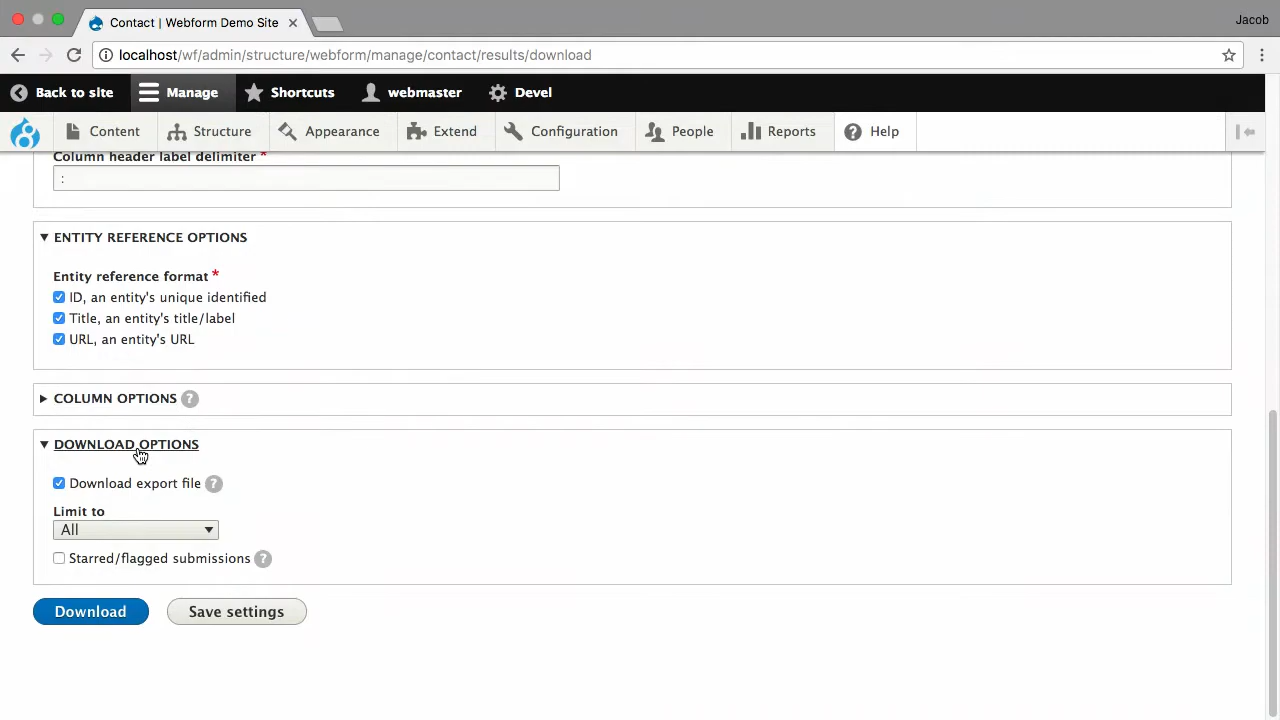 Contact | Webform Demo Site
Jacob
localhost/wf/admin/structure/webform/manage/contact/results/download
Back to site Manage Shortcuts webmaster Devel
Content Structure Appearance Extend Configuration People Reports Help
Column header label delimiter *
:
ENTITY REFERENCE OPTIONS
Entity reference format *
ID, an entity's unique identified
Title, an entity's title/label
URL, an entity's URL
COLUMN OPTIONS ?
DOWNLOAD OPTIONS
Download export file ?
Limit to
All
Starred/flagged submissions ?
Download Save settings